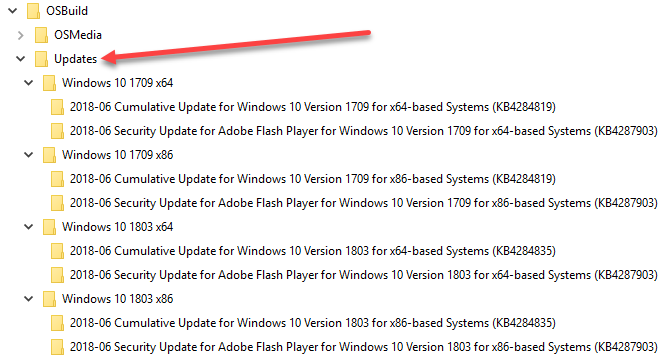 OSBuild
OSMedia
Updates
Windows 10 1709 x64
2018-06 Cumulative Update for Windows 10 Version 1709 for x64-based Systems (KB4284819)
2018-06 Security Update for Adobe Flash Player for Windows 10 Version 1709 for x64-based Systems (KB4287903)
Windows 10 1709 x86
2018-06 Cumulative Update for Windows 10 Version 1709 for x86-based Systems (KB4284819)
2018-06 Security Update for Adobe Flash Player for Windows 10 Version 1709 for x86-based Systems (KB4287903)
Windows 10 1803 x64
2018-06 Cumulative Update for Windows 10 Version 1803 for x64-based Systems (KB4284835)
2018-06 Security Update for Adobe Flash Player for Windows 10 Version 1803 for x64-based Systems (KB4287903)
Windows 10 1803 x86
2018-06 Cumulative Update for Windows 10 Version 1803 for x86-based Systems (KB4284835)
2018-06 Security Update for Adobe Flash Player for Windows 10 Version 1803 for x86-based Systems (KB4287903)